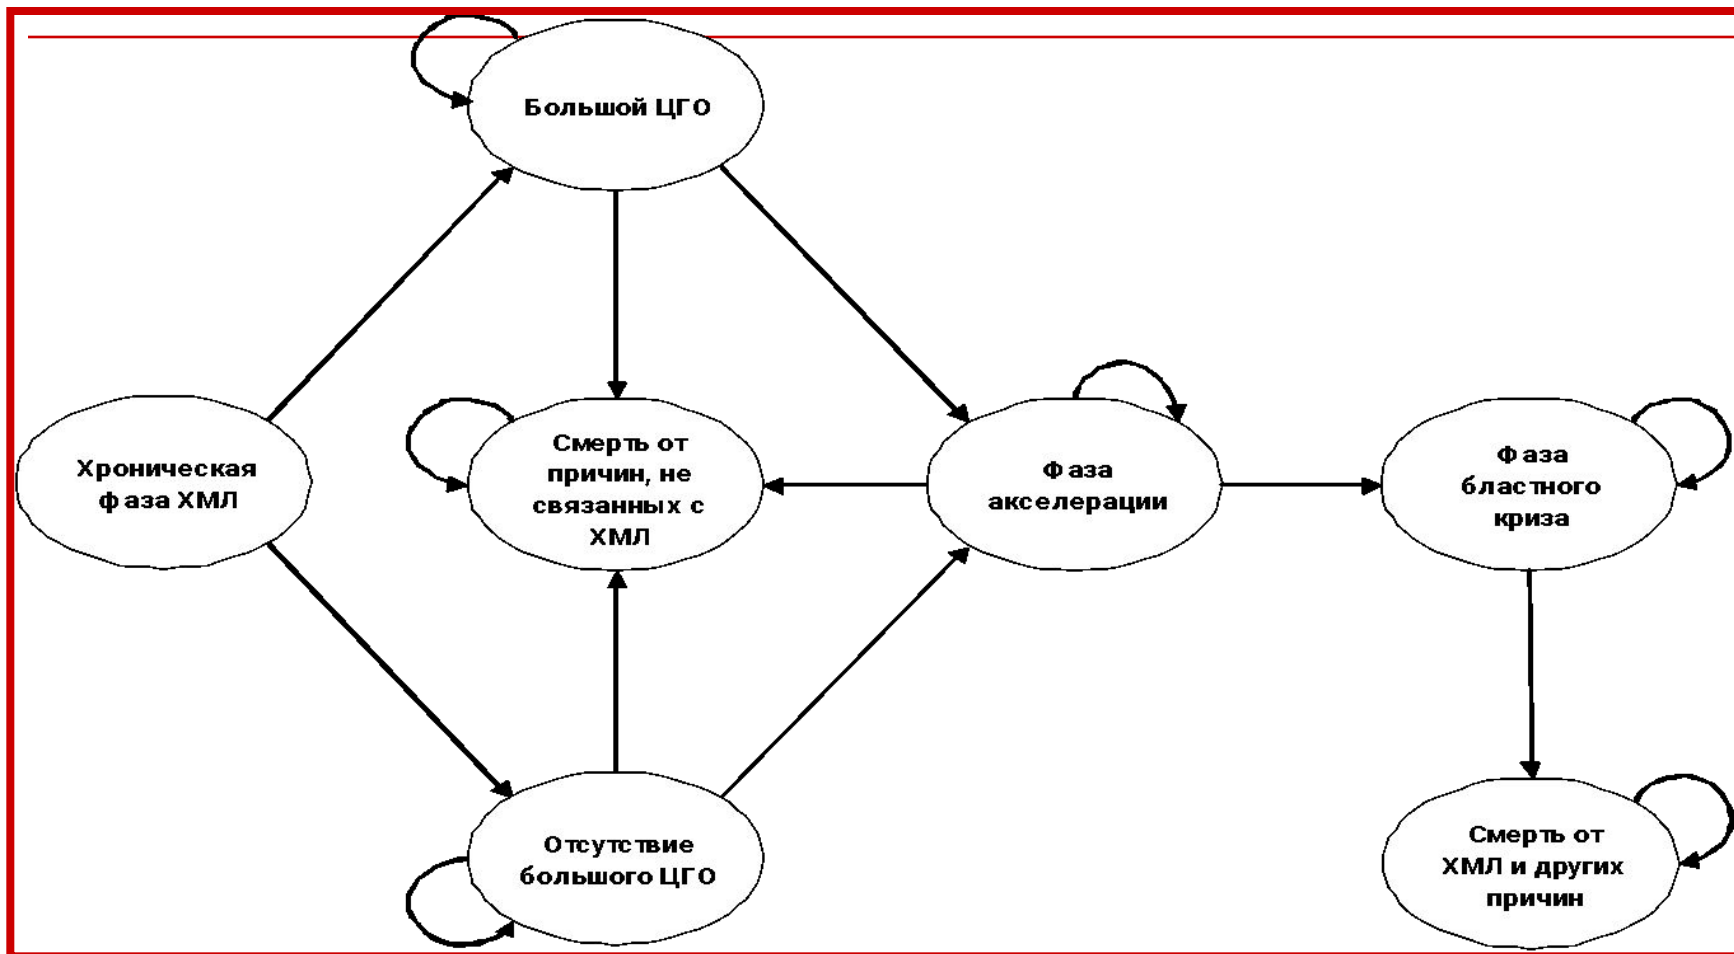 Большой ЦГО
Хроническая
фаза ХМЛ
Смерть от
причин, не
связанных с
ХМЛ
Фаза
акселерации
Фаза
бластного
криза
Отсутствие
большого ЦГО
Смерть от
ХМЛ и других
причин